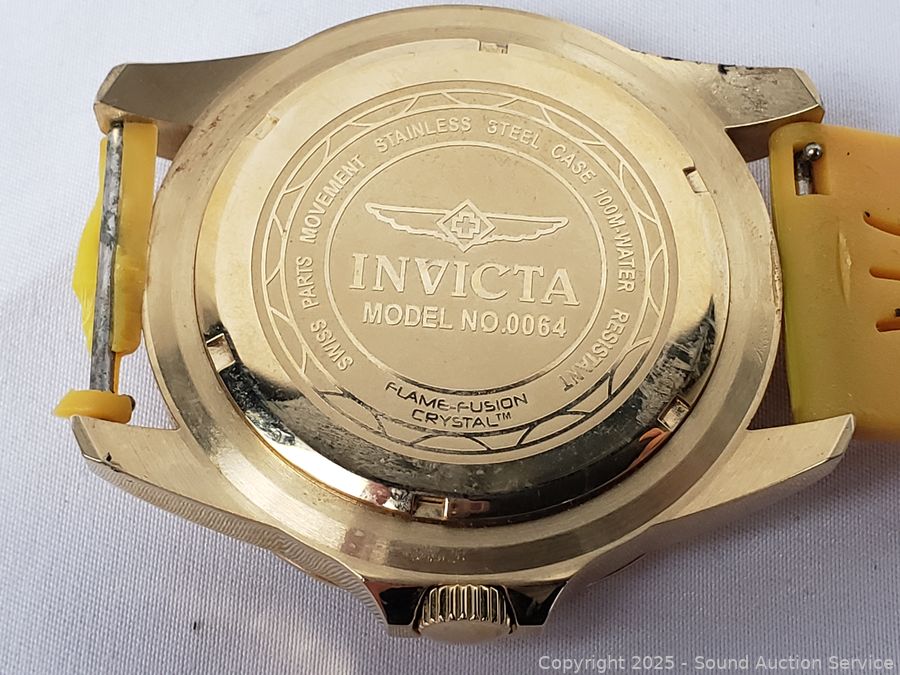 SWISS PARTS MOVEMENT STAINLESS STEEL CASE 100M-WATER RESISTANT
INVICTA
MODEL NO.0064
FLAME-FUSION
CRYSTAL™
Copyright 2025 - Sound Auction Service